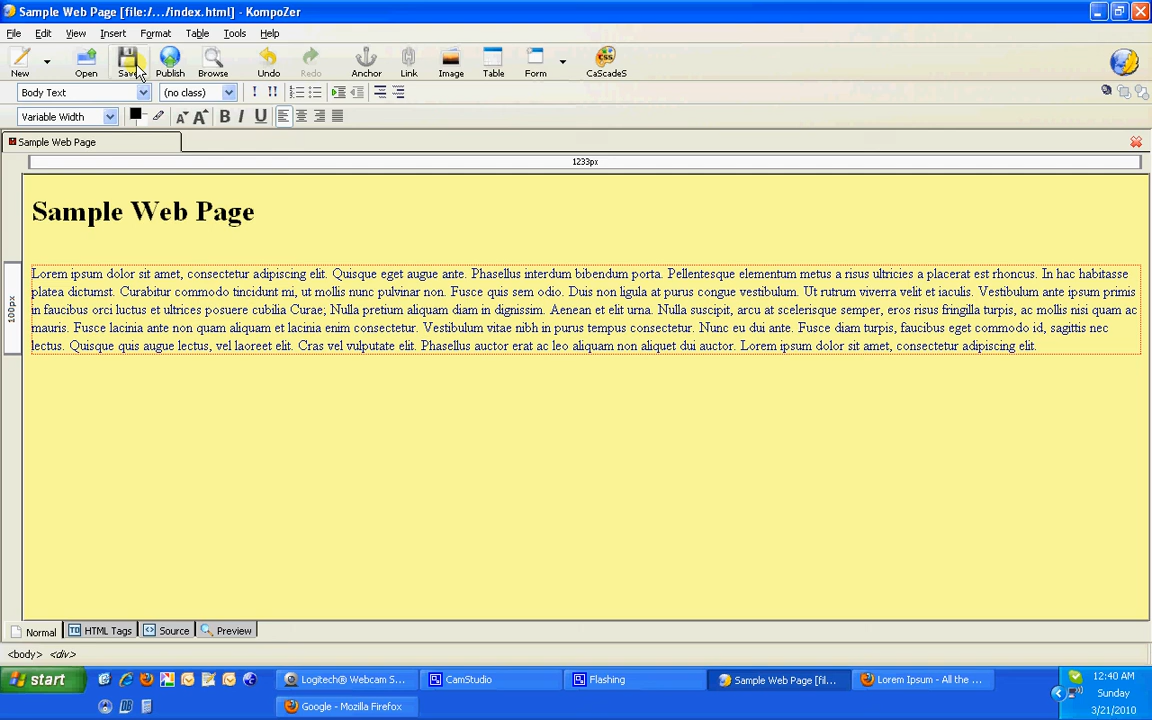 Sample Web Page [file:/.../index.html] - KompoZer
File Edit View Insert Format Table Tools Help
New Open Save Publish Browse Undo Redo Anchor Link Image Table Form CaScadeS
Body Text (no class) ! !!
Variable Width A A B I U
Sample Web Page
1233px
Sample Web Page
100px
Lorem ipsum dolor sit amet, consectetur adipiscing elit. Quisque eget augue ante. Phasellus interdum bibendum porta. Pellentesque elementum metus a risus ultricies a placerat est rhoncus. In hac habitasse
platea dictumst. Curabitur commodo tincidunt mi, ut mollis nunc pulvinar non. Fusce quis sem odio. Duis non ligula at purus congue vestibulum. Ut rutrum viverra velit et iaculis. Vestibulum ante ipsum primis
in faucibus orci luctus et ultrices posuere cubilia Curae; Nulla pretium aliquam diam in dignissim. Aenean et elit urna. Nulla suscipit, arcu at scelerisque semper, eros risus fringilla turpis, ac mollis nisi quam ac
mauris. Fusce lacinia ante non quam aliquam et lacinia enim consectetur. Vestibulum vitae nibh in purus tempus consectetur. Nunc eu dui ante. Fusce diam turpis, faucibus eget commodo id, sagittis nec
lectus. Quisque quis augue lectus, vel laoreet elit. Cras vel vulputate elit. Phasellus auctor erat ac leo aliquam non aliquet dui auctor. Lorem ipsum dolor sit amet, consectetur adipiscing elit.
Normal HTML Tags Source Preview
<body> <div>
start Logitech® Webcam S... CamStudio Flashing Sample Web Page [fil... Lorem Ipsum - All the ... 12:40 AM
Sunday
Google - Mozilla Firefox 3/21/2010